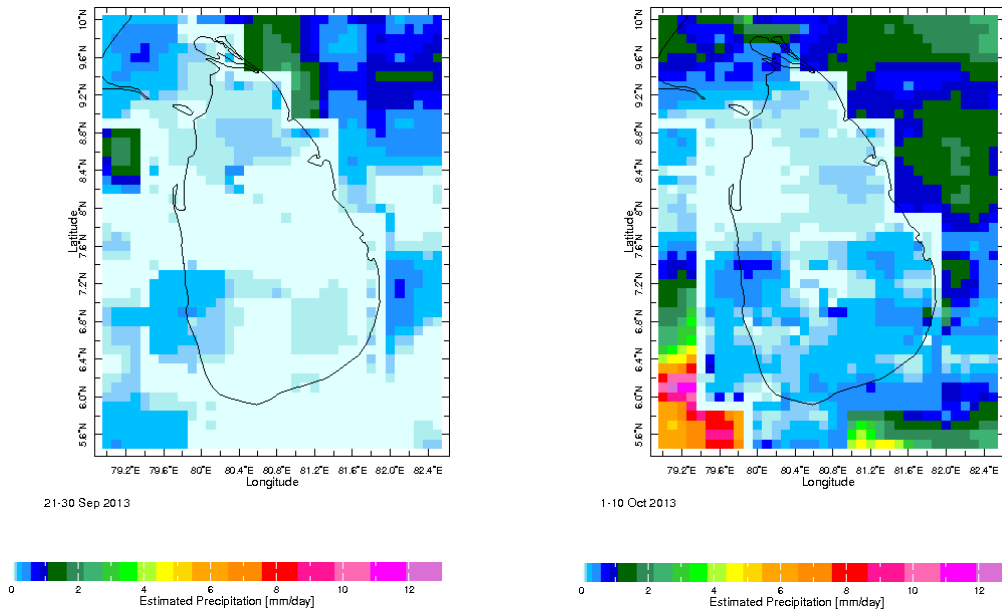 10°N
9.6°N
9.2°N
8.8°N
8.4°N
8°N
7.6°N
7.2°N
6.8°N
6.4°N
6.0°N
5.6°N
Latitude
79.2°E 79.6°E 80°E 80.4°E 80.8°E 81.2°E 81.6°E 82.0°E 82.4°E
Longitude
21-30 Sep 2013
0 2 4 6 8 10 12
Estimated Precipitation [mm/day]
10°N
9.6°N
9.2°N
8.8°N
8.4°N
8°N
7.6°N
7.2°N
6.8°N
6.4°N
6.0°N
5.6°N
Latitude
79.2°E 79.6°E 80°E 80.4°E 80.8°E 81.2°E 81.6°E 82.0°E 82.4°E
Longitude
1-10 Oct 2013
0 2 4 6 8 10 12
Estimated Precipitation [mm/day]